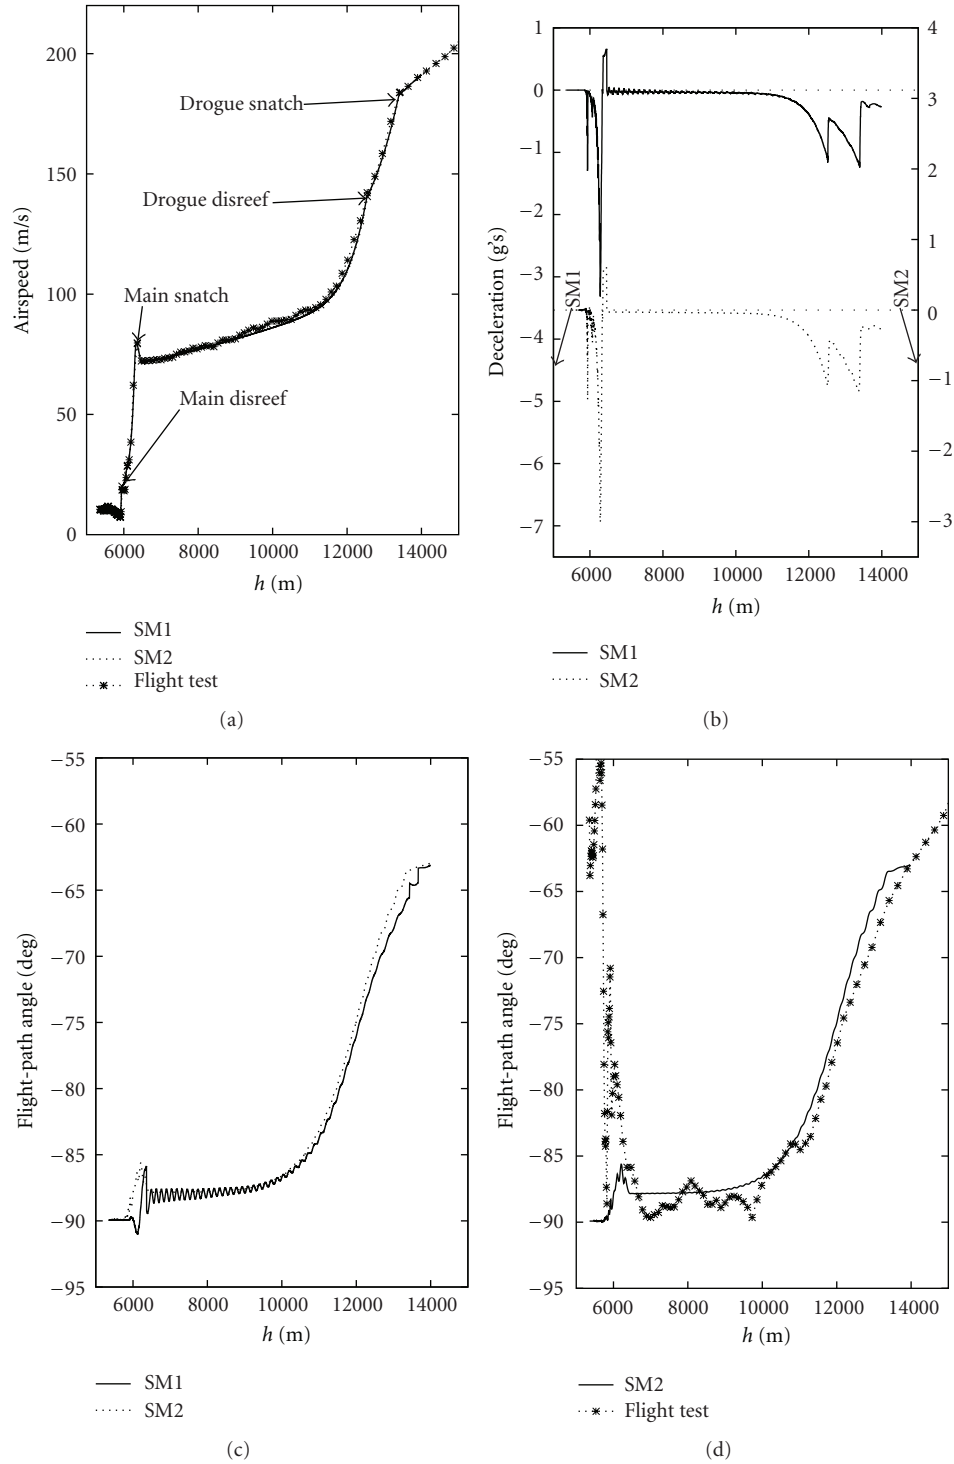 200
150
100
50
0
Airspeed (m/s)
Drogue snatch
Drogue disreef
Main snatch
Main disreef
6000 8000 10000 12000 14000
h (m)
SM1
SM2
Flight test
(a)
1
0
−1
−2
−3
−4
−5
−6
−7
Deceleration (g's)
SM1
SM2
4
3
2
1
0
−1
−2
−3
6000 8000 10000 12000 14000
h (m)
SM1
SM2
(b)
−55
−60
−65
−70
−75
−80
−85
−90
−95
Flight-path angle (deg)
6000 8000 10000 12000 14000
h (m)
SM1
SM2
(c)
−55
−60
−65
−70
−75
−80
−85
−90
−95
Flight-path angle (deg)
6000 8000 10000 12000 14000
h (m)
SM2
Flight test
(d)